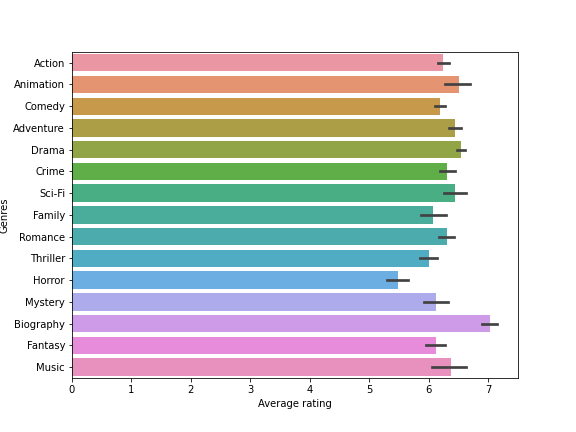 Genres
Action
Animation
Comedy
Adventure
Drama
Crime
Sci-Fi
Family
Romance
Thriller
Horror
Mystery
Biography
Fantasy
Music
0 1 2 3 4 5 6 7
Average rating